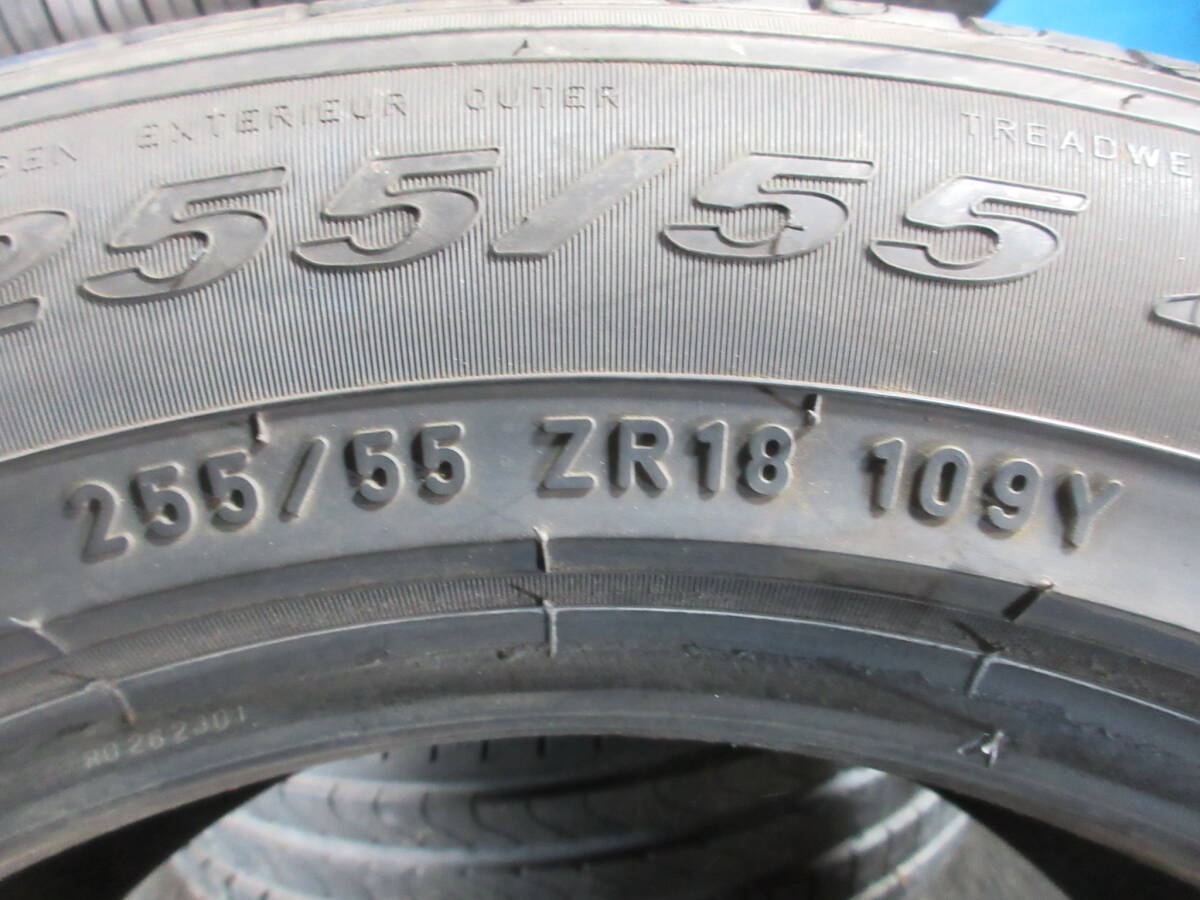 EXTERIEUR OUTER TREADWE
255/55
255/55 ZR18 109Y